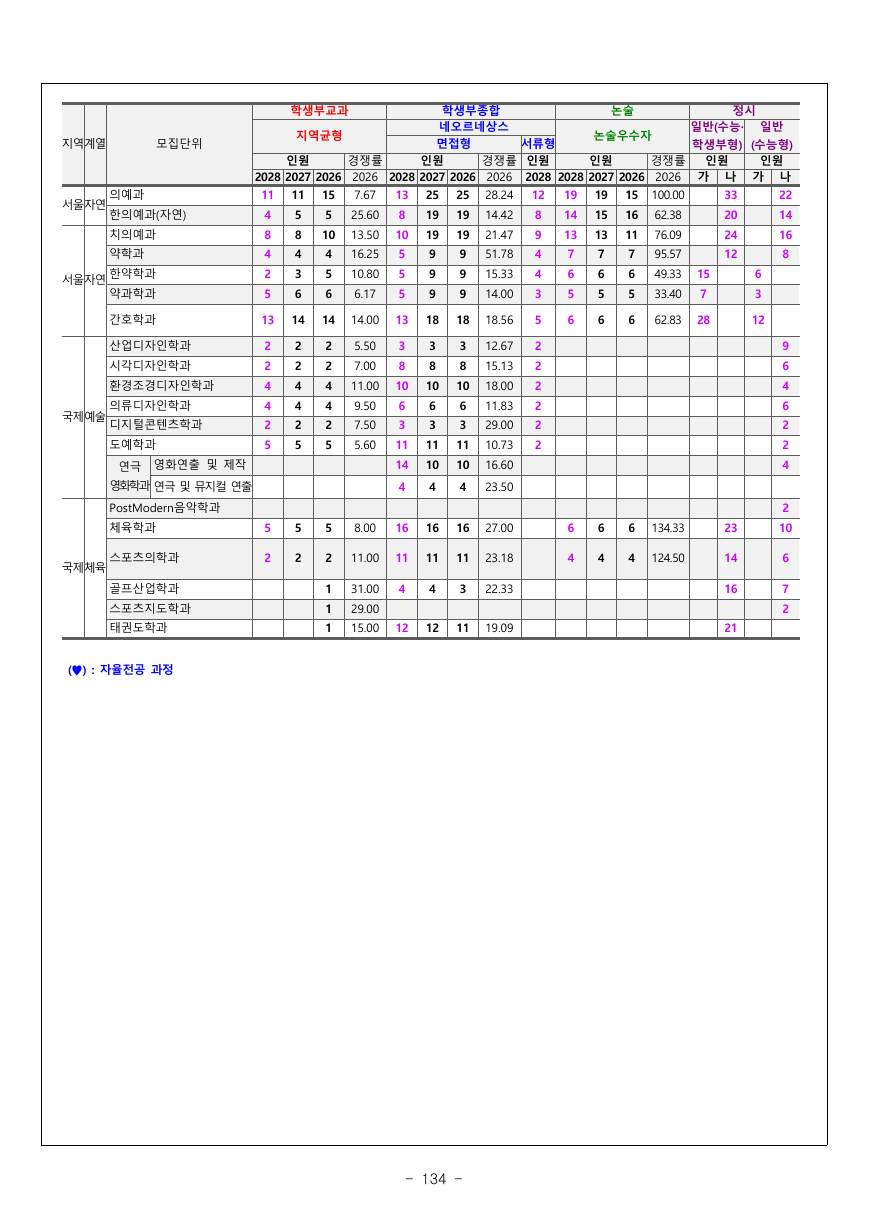 지역 계열 모집단위 학생부교과 학생부종합 논술 정시
지역균형 네오르네상스 논술우수자 일반(수능·학생부형) 일반(수능형)
면접형 서류형
인원 경쟁률 인원 경쟁률 인원 인원 경쟁률 인원 인원
2028 2027 2026 2026 2028 2027 2026 2026 2028 2028 2027 2026 2026 가 나 가 나
서울 자연 의예과 11 11 15 7.67 13 25 25 28.24 12 19 19 15 100.00 33 22
한의예과(자연) 4 5 5 25.60 8 19 19 14.42 8 14 15 16 62.38 20 14
서울 자연 치의예과 8 8 10 13.50 10 19 19 21.47 9 13 13 11 76.09 24 16
약학과 4 4 4 16.25 5 9 9 51.78 4 7 7 7 95.57 12 8
한약학과 2 3 5 10.80 5 9 9 15.33 4 6 6 6 49.33 15 6
약과학과 5 6 6 6.17 5 9 9 14.00 3 5 5 5 33.40 7 3
간호학과 13 14 14 14.00 13 18 18 18.56 5 6 6 6 62.83 28 12
국제 예술 산업디자인학과 2 2 2 5.50 3 3 3 12.67 2 9
시각디자인학과 2 2 2 7.00 8 8 8 15.13 2 6
환경조경디자인학과 4 4 4 11.00 10 10 10 18.00 2 4
의류디자인학과 4 4 4 9.50 6 6 6 11.83 2 6
디지털콘텐츠학과 2 2 2 7.50 3 3 3 29.00 2 2
도예학과 5 5 5 5.60 11 11 11 10.73 2 2
연극영화학과 영화연출 및 제작 14 10 10 16.60 4
연극 및 뮤지컬 연출 4 4 4 23.50
국제 체육 PostModern음악학과 2
체육학과 5 5 5 8.00 16 16 16 27.00 6 6 6 134.33 23 10
스포츠의학과 2 2 2 11.00 11 11 11 23.18 4 4 4 124.50 14 6
골프산업학과 1 31.00 4 4 3 22.33 16 7
스포츠지도학과 1 29.00 2
태권도학과 1 15.00 12 12 11 19.09 21
(♥) : 자율전공 과정
- 134 -